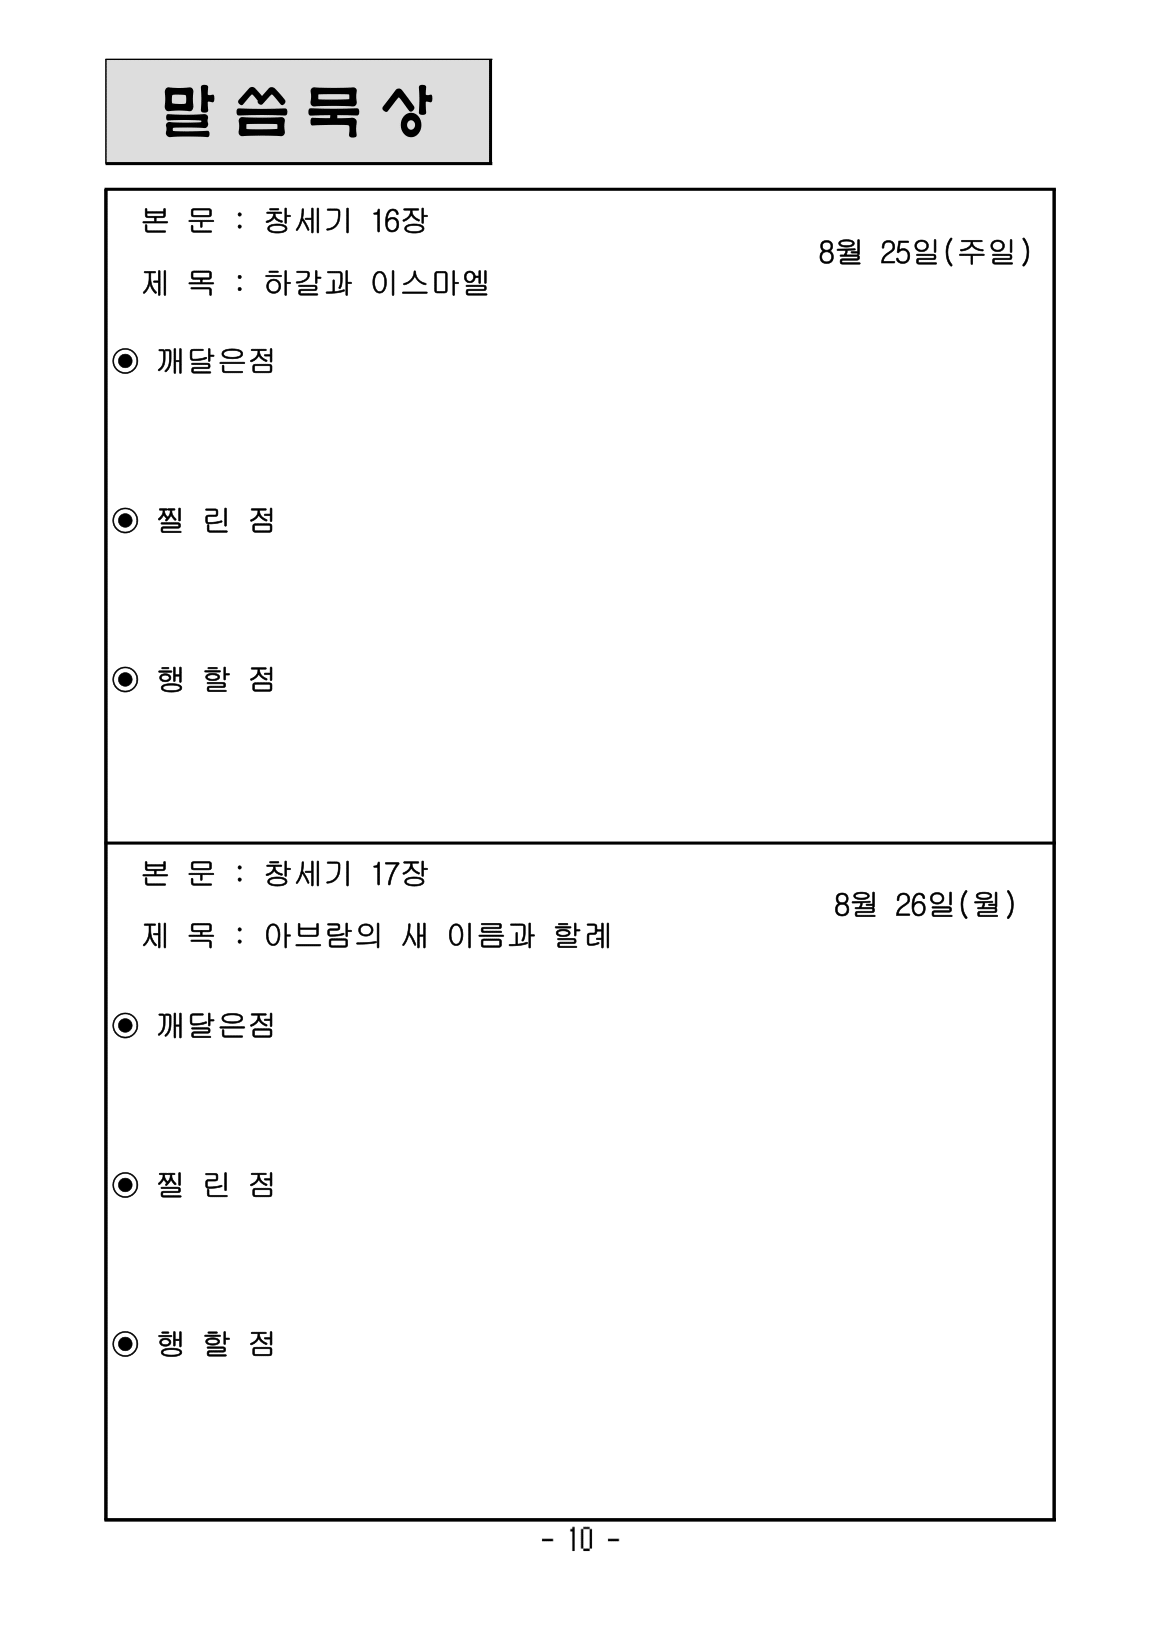 말씀묵상
본 문 : 창세기 16장
8월 25일(주일)
제 목 : 하갈과 이스마엘
◉ 깨달은점
◉ 찔 린 점
◉ 행 할 점
본 문 : 창세기 17장
8월 26일(월)
제 목 : 아브람의 새 이름과 할례
◉ 깨달은점
◉ 찔 린 점
◉ 행 할 점
- 10 -